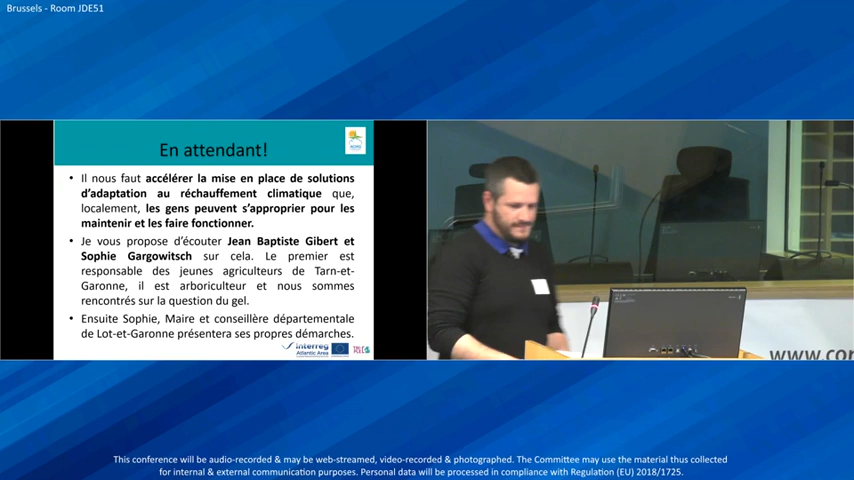 Brussels - Room JDE51
En attendant!
• Il nous faut accélérer la mise en place de solutions
d'adaptation au réchauffement climatique que,
localement, les gens peuvent s'approprier pour les
maintenir et les faire fonctionner.
• Je vous propose d'écouter Jean Baptiste Gibert et
Sophie Gargowitsch sur cela. Le premier est
responsable des jeunes agriculteurs de Tarn-et-
Garonne, il est arboriculteur et nous sommes
rencontrés sur la question du gel.
• Ensuite Sophie, Maire et conseillère départementale
de Lot-et-Garonne présentera ses propres démarches.
Interreg
Atlantic Area
www.cor
This conference will be audio-recorded & may be web-streamed, video-recorded & photographed. The Committee may use the material thus collected
for internal & external communication purposes. Personal data will be processed in compliance with Regulation (EU) 2018/1725.